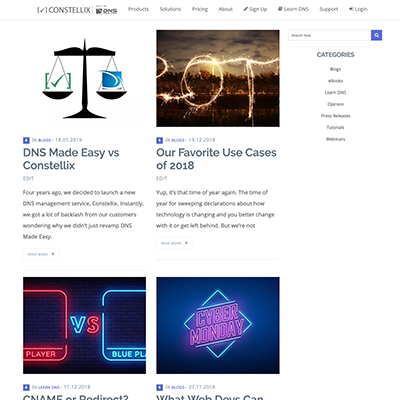 [✓] CONSTELLIX DNS Products Solutions Pricing About Sign Up Learn DNS Support Contact
Search Now
CATEGORIES
Blogs
eBooks
Learn DNS
Opinion
Press Releases
Tutorials
Webinars
IN BLOGS - 18.01.2019
DNS Made Easy vs
Constellix
EDIT
Four years ago, we decided to launch a new
DNS management service, Constellix. Instantly,
we got a lot of backlash from our customers
wondering why we didn't just revamp DNS
Made Easy.
READ MORE
IN BLOGS - 19.12.2018
Our Favorite Use Cases
of 2018
EDIT
Yup, it's that time of year again. The time of
year for sweeping declarations about how
technology is changing and you better change
with it or get left behind. But we're not
READ MORE
PLAYER VS BLUE PLA
IN LEARN DNS - 11.12.2018
CNAME or Redirect?
CYBER
MONDAY
IN BLOGS - 27.11.2018
What Web Devs Can